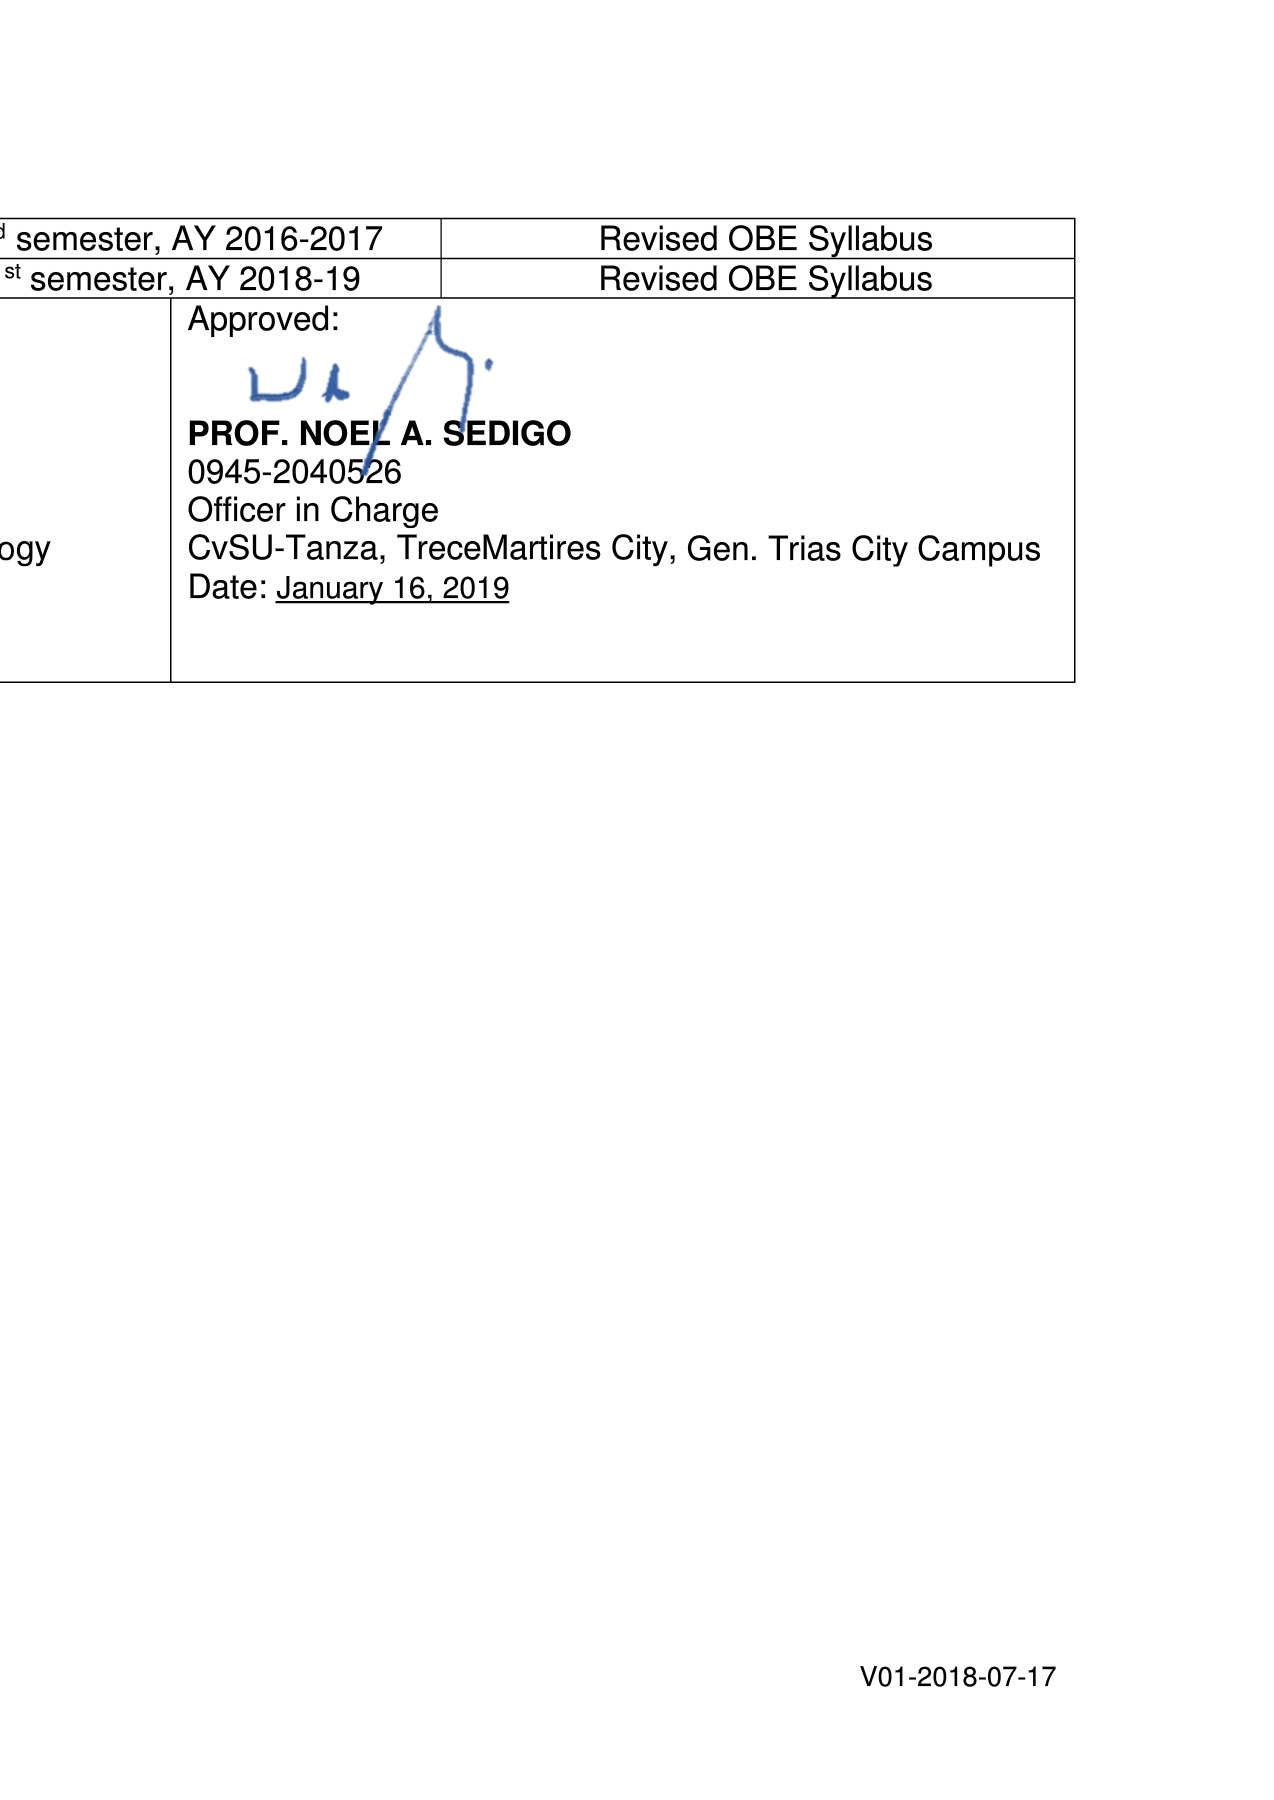 d semester, AY 2016-2017 Revised OBE Syllabus
st semester, AY 2018-19 Revised OBE Syllabus
Approved:
PROF. NOEL A. SEDIGO
0945-2040526
Officer in Charge
ogy CvSU-Tanza, TreceMartires City, Gen. Trias City Campus
Date: January 16, 2019
V01-2018-07-17